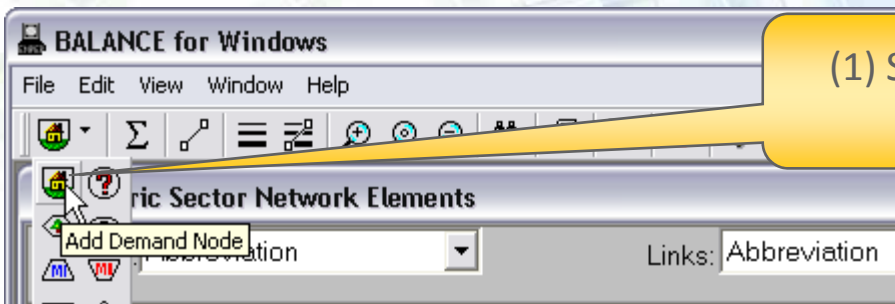 BALANCE for Windows
(1) S
File Edit View Window Help
ric Sector Network Elements
Add Demand Node
Links: Abbreviation